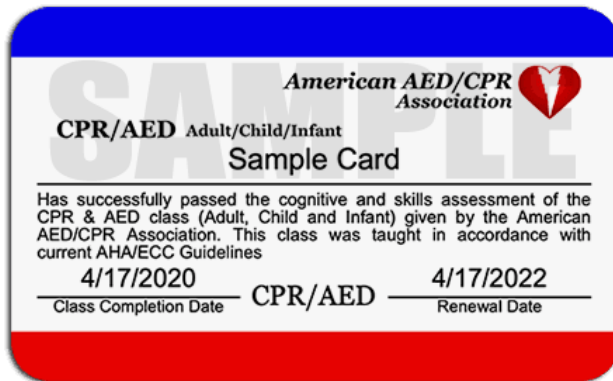 SAMPLE
American AED/CPR
Association
CPR/AED Adult/Child/Infant
Sample Card
Has successfully passed the cognitive and skills assessment of the
CPR & AED class (Adult, Child and Infant) given by the American
AED/CPR Association. This class was taught in accordance with
current AHA/ECC Guidelines
4/17/2020 CPR/AED 4/17/2022
Class Completion Date Renewal Date